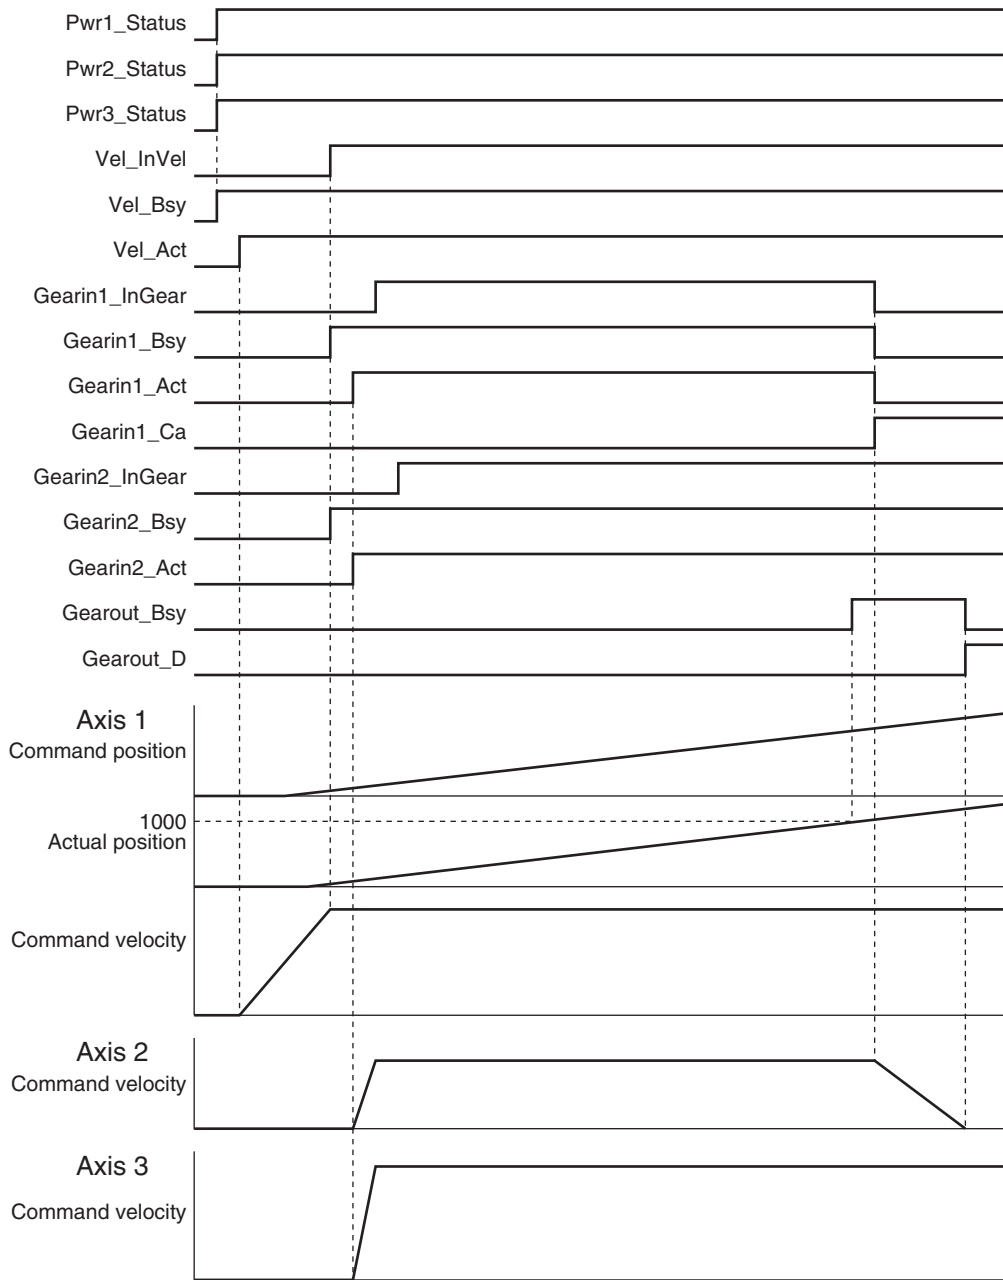 Pwr1_Status
Pwr2_Status
Pwr3_Status
Vel_InVel
Vel_Bsy
Vel_Act
Gearin1_InGear
Gearin1_Bsy
Gearin1_Act
Gearin1_Ca
Gearin2_InGear
Gearin2_Bsy
Gearin2_Act
Gearout_Bsy
Gearout_D
Axis 1
Command position
1000
Actual position
Command velocity
Axis 2
Command velocity
Axis 3
Command velocity